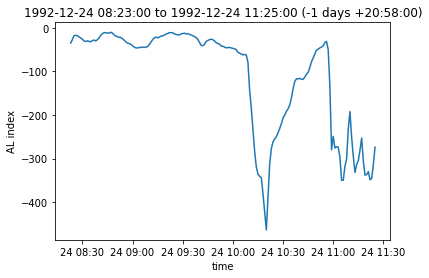 1992-12-24 08:23:00 to 1992-12-24 11:25:00 (-1 days +20:58:00)
0
−100
−200
−300
−400
AL index
24 08:30 24 09:00 24 09:30 24 10:00 24 10:30 24 11:00 24 11:30
time